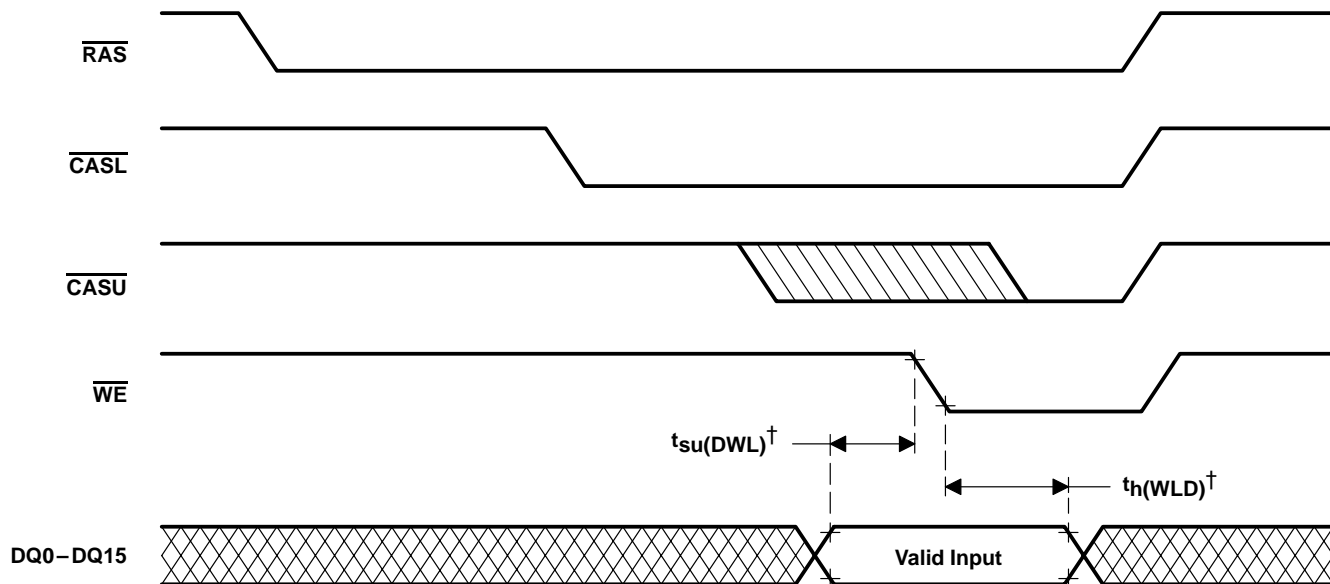 RAS
CASL
CASU
WE
tsu(DWL)†
th(WLD)†
DQ0–DQ15
Valid Input